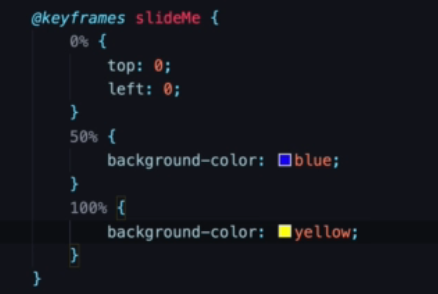 @keyframes slideMe {
    0% {
        top: 0;
        left: 0;
    }
    50% {
        background-color: blue;
    }
    100% {
        background-color: yellow;
    }
}